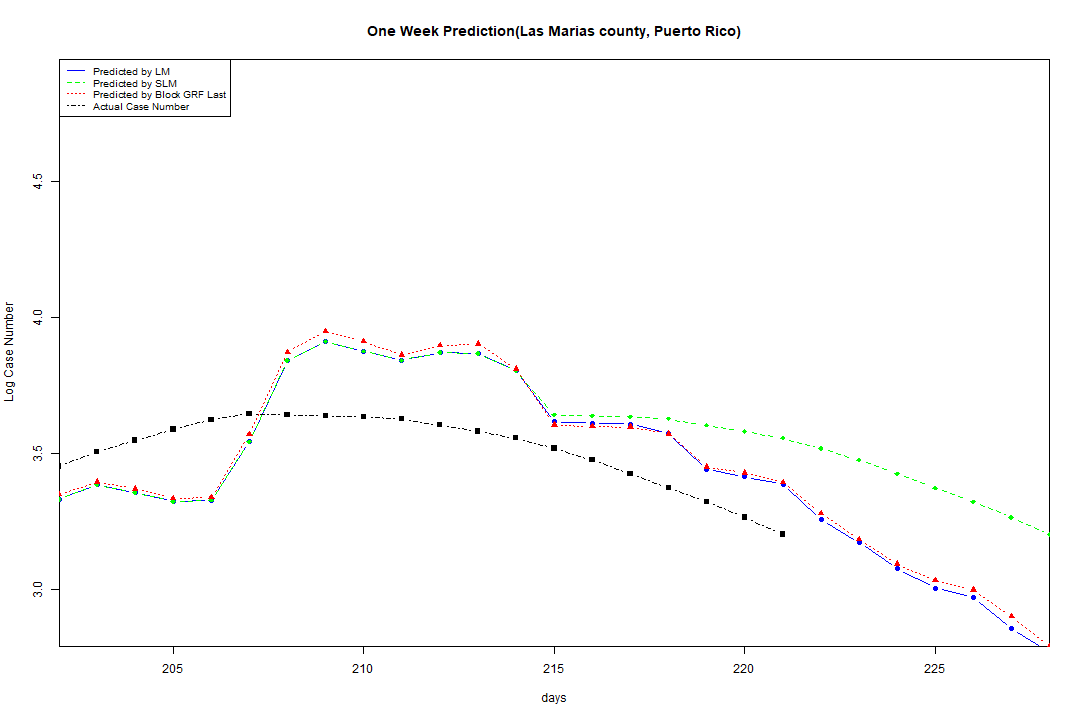 One Week Prediction(Las Marias county, Puerto Rico)
Predicted by LM
Predicted by SLM
Predicted by Block GRF Last
Actual Case Number
4.5
4.0
3.5
3.0
Log Case Number
205 210 215 220 225
days